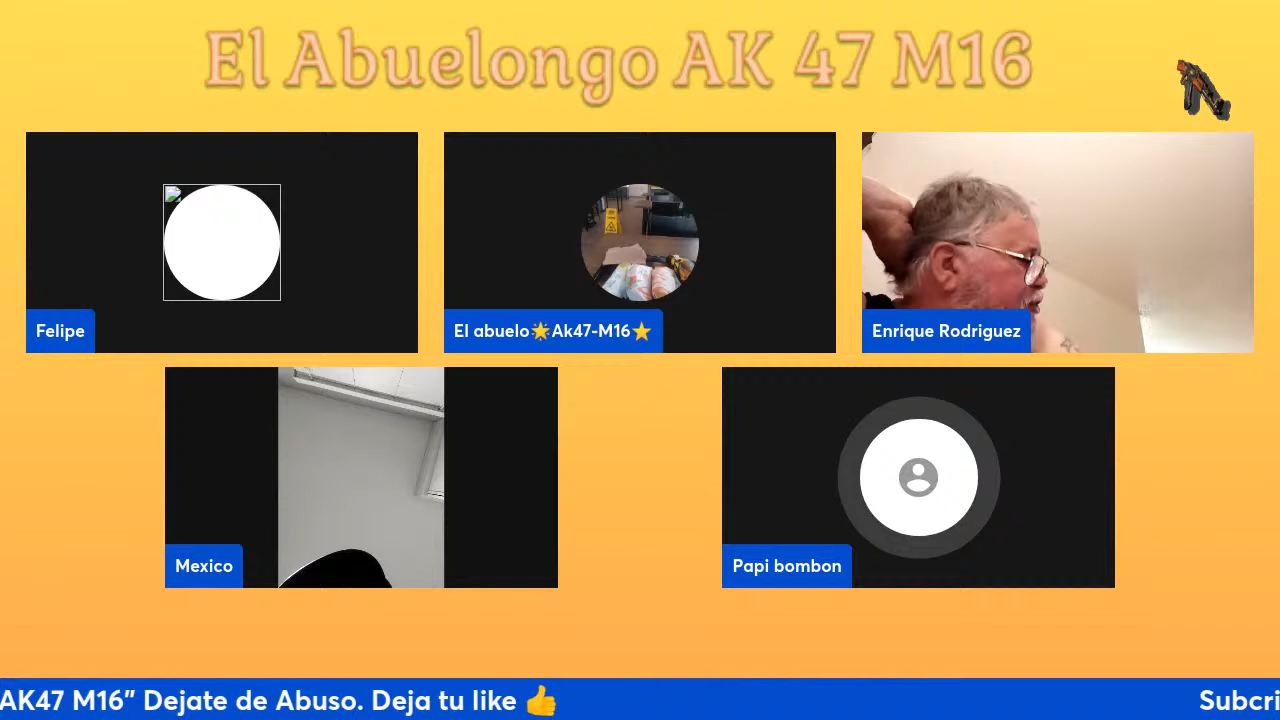 El Abuelongo AK 47 M16
Felipe
El abuelo🌟Ak47-M16⭐
Enrique Rodriguez
Mexico
Papi bombon
AK47 M16" Dejate de Abuso. Deja tu like 👍
Subcri